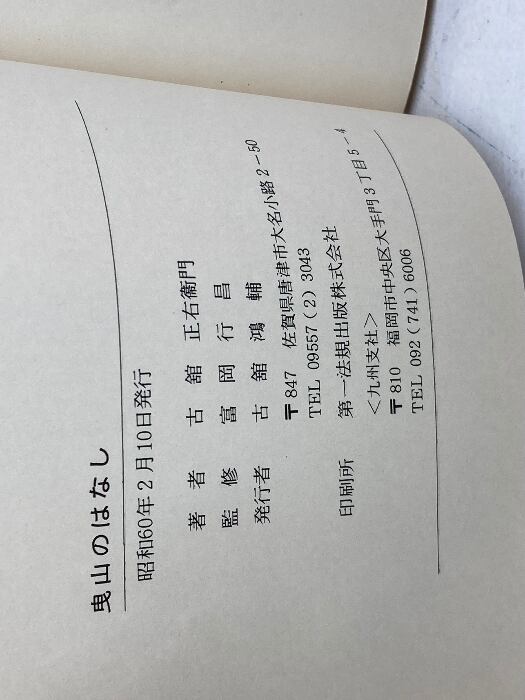 曳山のはなし
昭和60年2月10日発行
著者 古舘 正右衞門
監修 富岡行昌
発行者 古舘鴻輔
〒847 佐賀県唐津市大名小路2-50
TEL 09557(2)3043
印刷所 第一法規出版株式会社
<九州支社>
〒810 福岡市中央区大手門3丁目5-4
TEL 092(741)6006